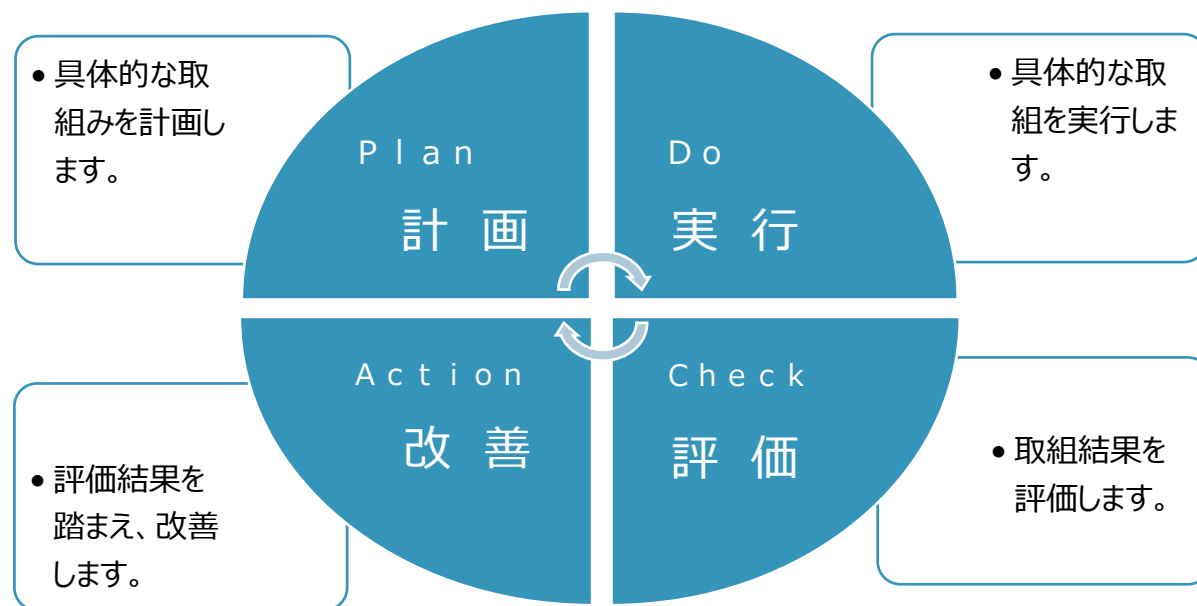 • 具体的な取
組みを計画し
ます。
Plan
計画
Do
実行
• 具体的な取
組を実行しま
す。
Action
改善
• 評価結果を
踏まえ、改善
します。
Check
評価
• 取組結果を
評価します。